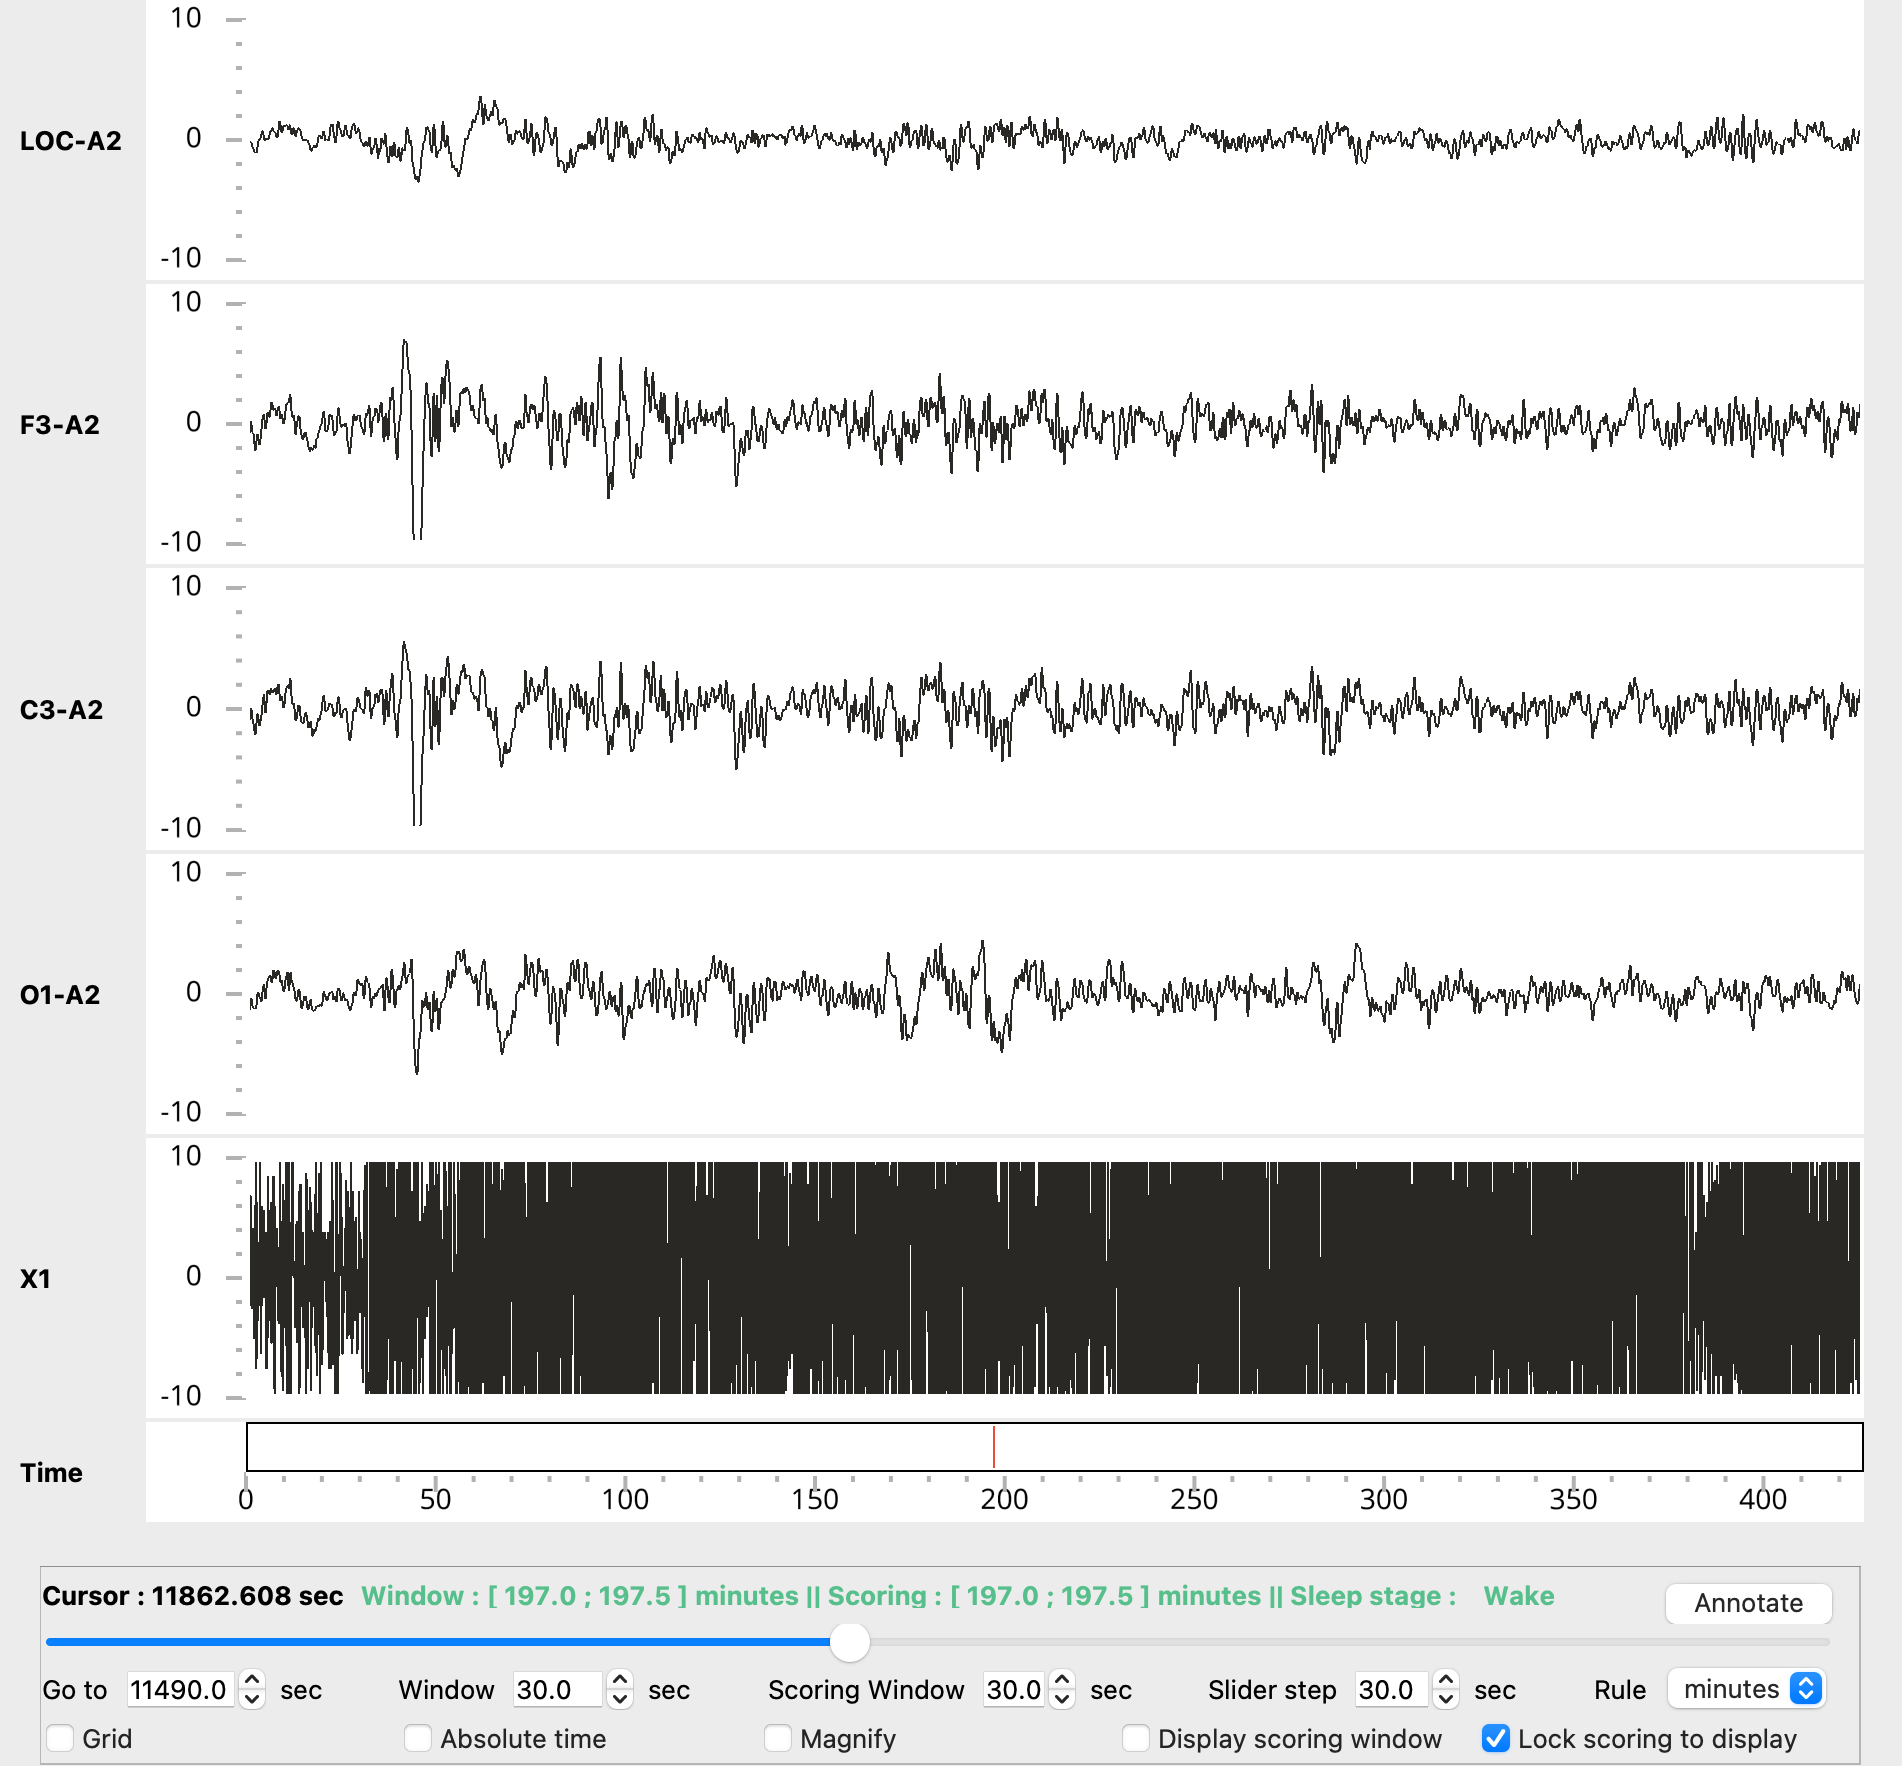 10
LOC-A2 0
-10
10
F3-A2 0
-10
10
C3-A2 0
-10
10
O1-A2 0
-10
10
X1 0
-10
Time
0 50 100 150 200 250 300 350 400
Cursor : 11862.608 sec Window : [ 197.0 ; 197.5 ] minutes || Scoring : [ 197.0 ; 197.5 ] minutes || Sleep stage : Wake Annotate
Go to 11490.0 sec Window 30.0 sec Scoring Window 30.0 sec Slider step 30.0 sec Rule minutes
Grid Absolute time Magnify Display scoring window Lock scoring to display